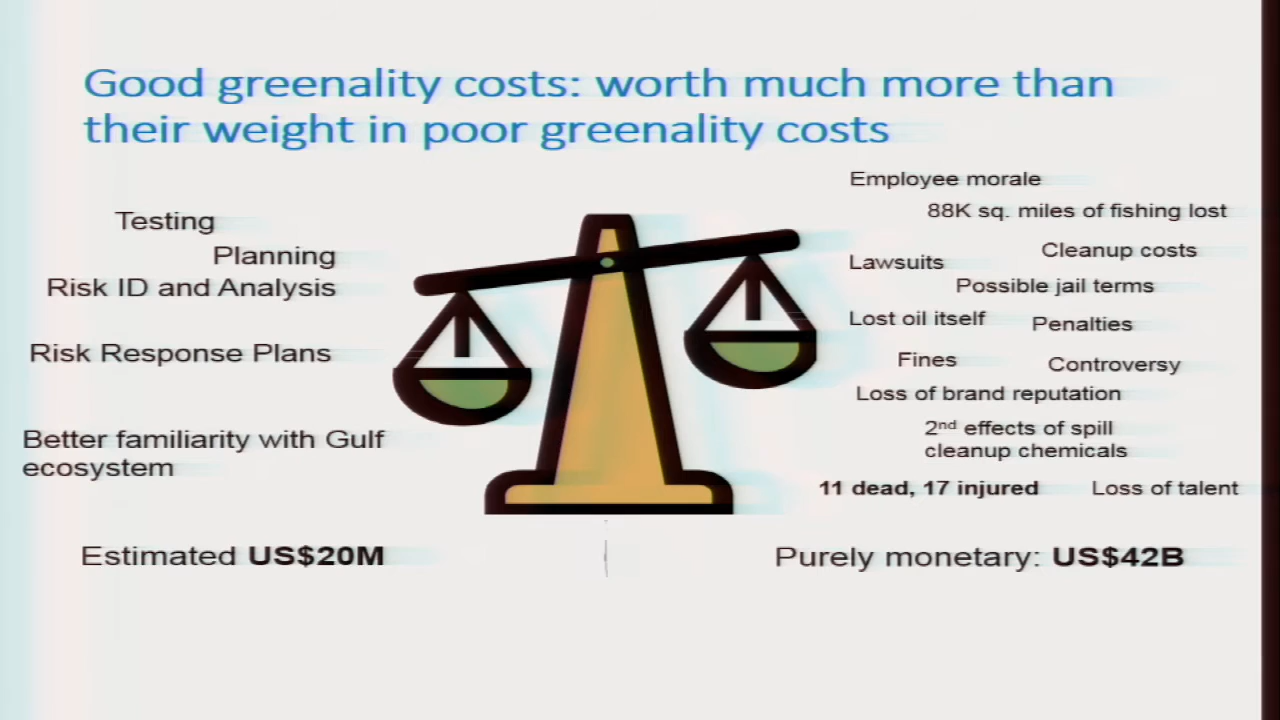 Good greenality costs: worth much more than
their weight in poor greenality costs
Testing
Planning
Risk ID and Analysis
Risk Response Plans
Better familiarity with Gulf
ecosystem
Estimated US$20M
Employee morale
88K sq. miles of fishing lost
Cleanup costs
Lawsuits
Possible jail terms
Lost oil itself
Penalties
Fines
Controversy
Loss of brand reputation
2nd effects of spill
cleanup chemicals
11 dead, 17 injured
Loss of talent
Purely monetary: US$42B